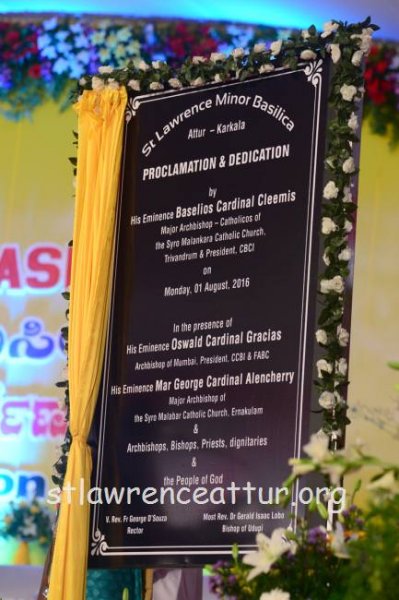 St Lawrence Minor Basilica
Attur – Karkala
PROCLAMATION & DEDICATION
by
His Eminence Baselios Cardinal Cleemis
Major Archbishop – Catholicos of
the Syro Malankara Catholic Church,
Trivandrum & President, CBCI
on
Monday, 01 August, 2016
In the presence of
His Eminence Oswald Cardinal Gracias
Archbishop of Mumbai, President, CCBI & FABC
His Eminence Mar George Cardinal Alencherry
Major Archbishop of
the Syro Malabar Catholic Church, Ernakulam
&
Archbishops, Bishops, Priests, dignitaries
&
the People of God
stlawrenceattur.org
V. Rev. Fr George D'Souza
Rector
Most Rev. Dr Gerald Isaac Lobo
Bishop of Udupi